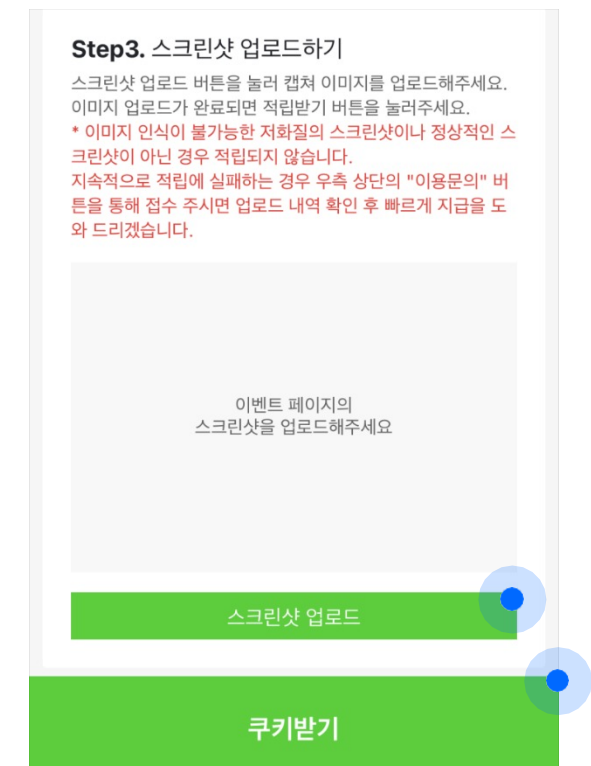 Step3. 스크린샷 업로드하기
스크린샷 업로드 버튼을 눌러 캡쳐 이미지를 업로드해주세요.
이미지 업로드가 완료되면 적립받기 버튼을 눌러주세요.
* 이미지 인식이 불가능한 저화질의 스크린샷이나 정상적인 스
크린샷이 아닌 경우 적립되지 않습니다.
지속적으로 적립에 실패하는 경우 우측 상단의 "이용문의" 버
튼을 통해 접수 주시면 업로드 내역 확인 후 빠르게 지급을 도
와 드리겠습니다.
이벤트 페이지의
스크린샷을 업로드해주세요
스크린샷 업로드
쿠키받기